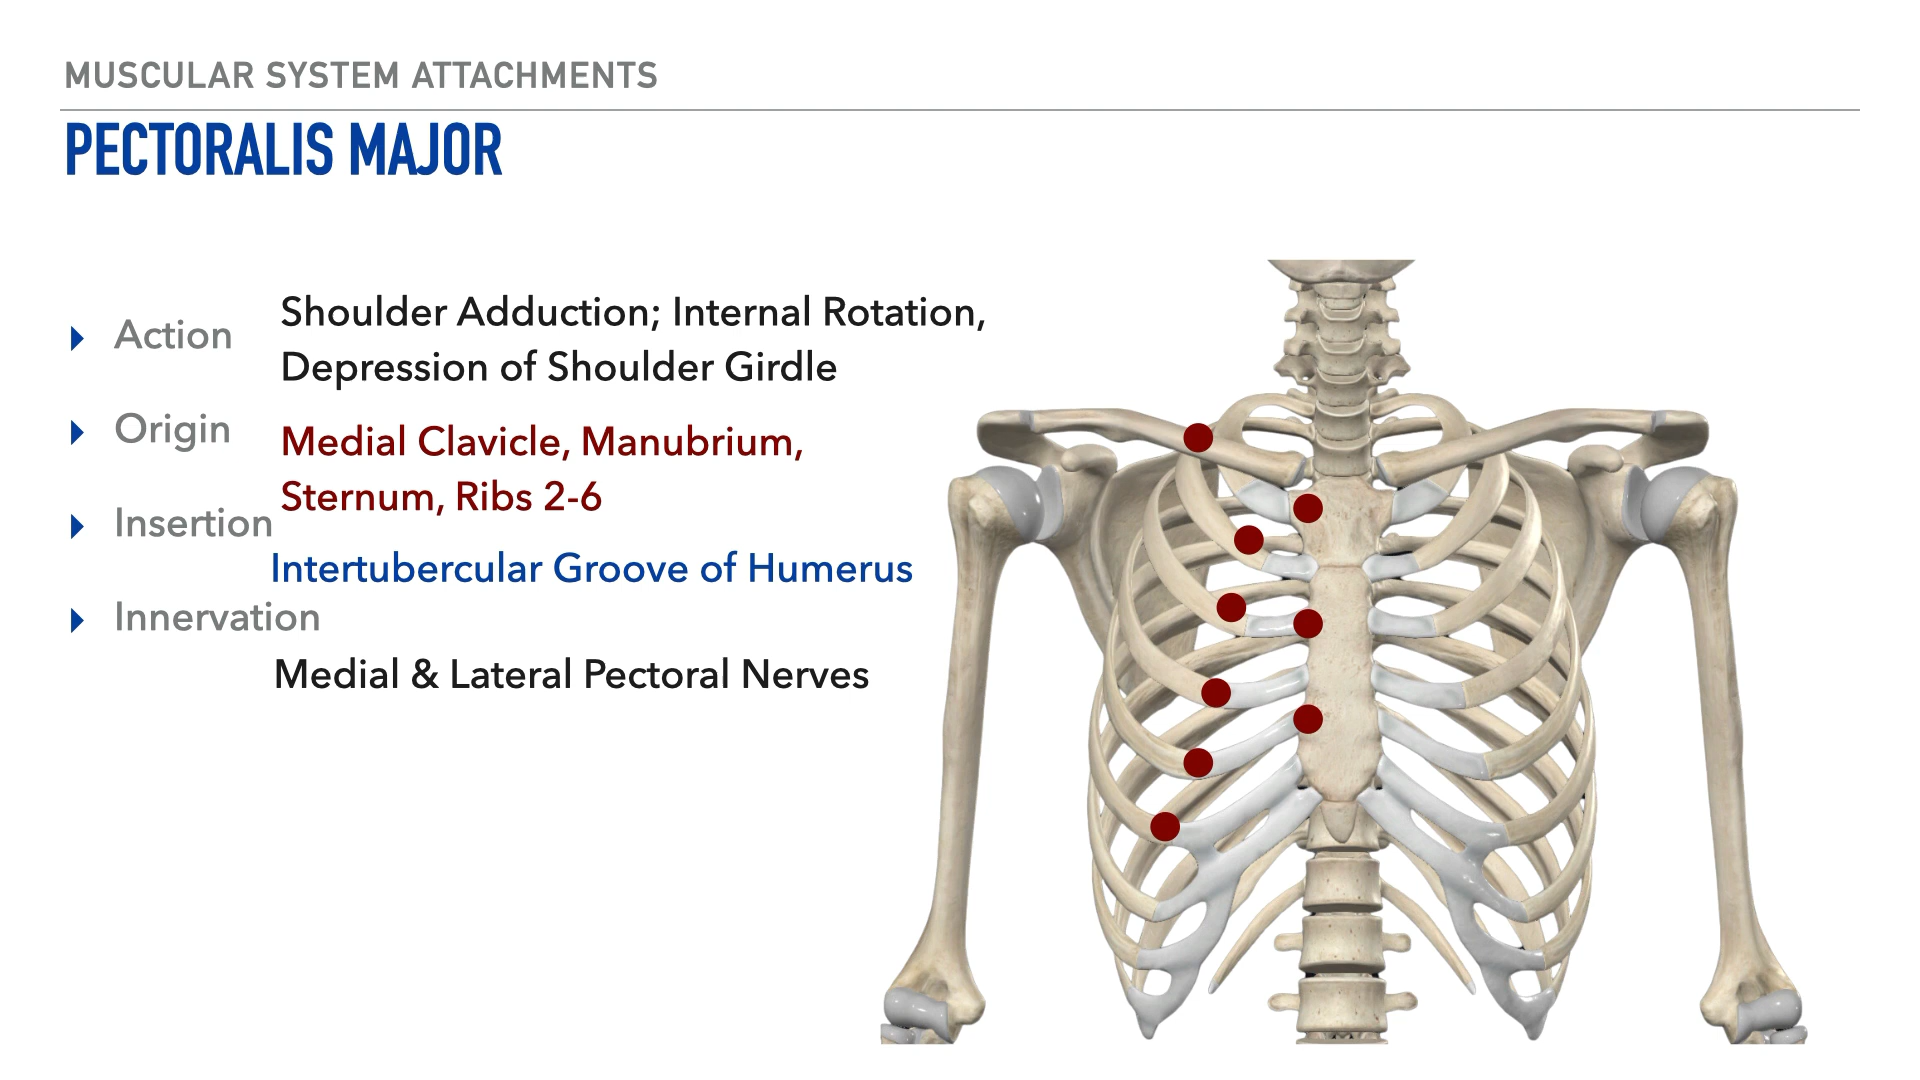 MUSCULAR SYSTEM ATTACHMENTS
PECTORALIS MAJOR
Action
Shoulder Adduction; Internal Rotation,
Depression of Shoulder Girdle
Origin
Medial Clavicle, Manubrium,
Sternum, Ribs 2-6
Insertion
Intertubercular Groove of Humerus
Innervation
Medial & Lateral Pectoral Nerves